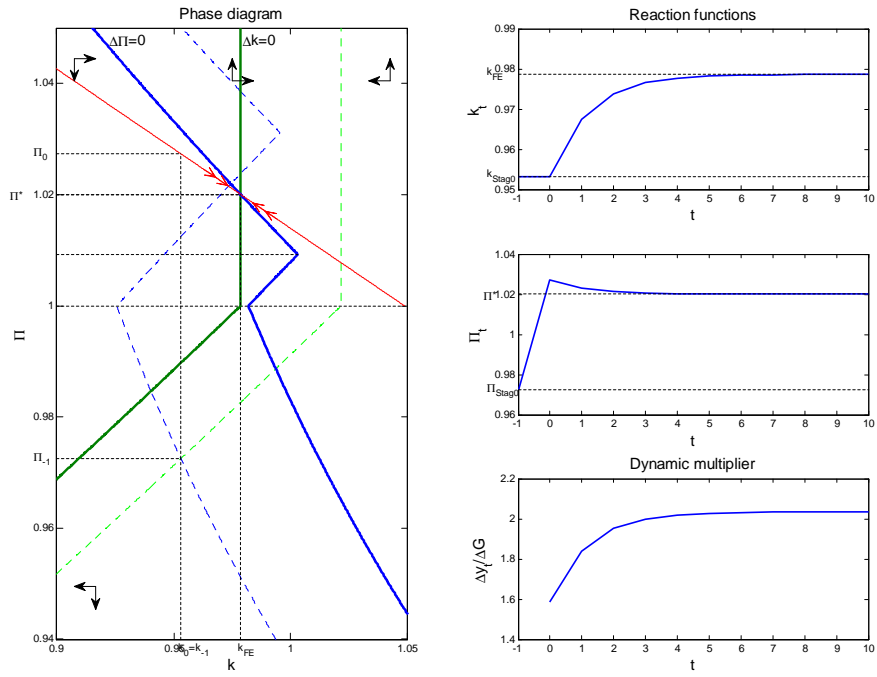 Phase diagram
ΔΠ=0
Δk=0
1.04
Π0
1.02
Π*
1
Π
0.98
Π-1
0.96
0.94
0.9
0.95
k0=k-1
kFE
1
1.05
k
Reaction functions
0.99
kFE
0.98
kt
0.97
0.96
kStag0
0.95
-1 0 1 2 3 4 5 6 7 8 9 10
t
1.04
Π*
1.02
1
Πt
0.98
ΠStag0
0.96
-1 0 1 2 3 4 5 6 7 8 9 10
t
Dynamic multiplier
2.2
2
Δyt/ΔG
1.8
1.6
1.4
-1 0 1 2 3 4 5 6 7 8 9 10
t